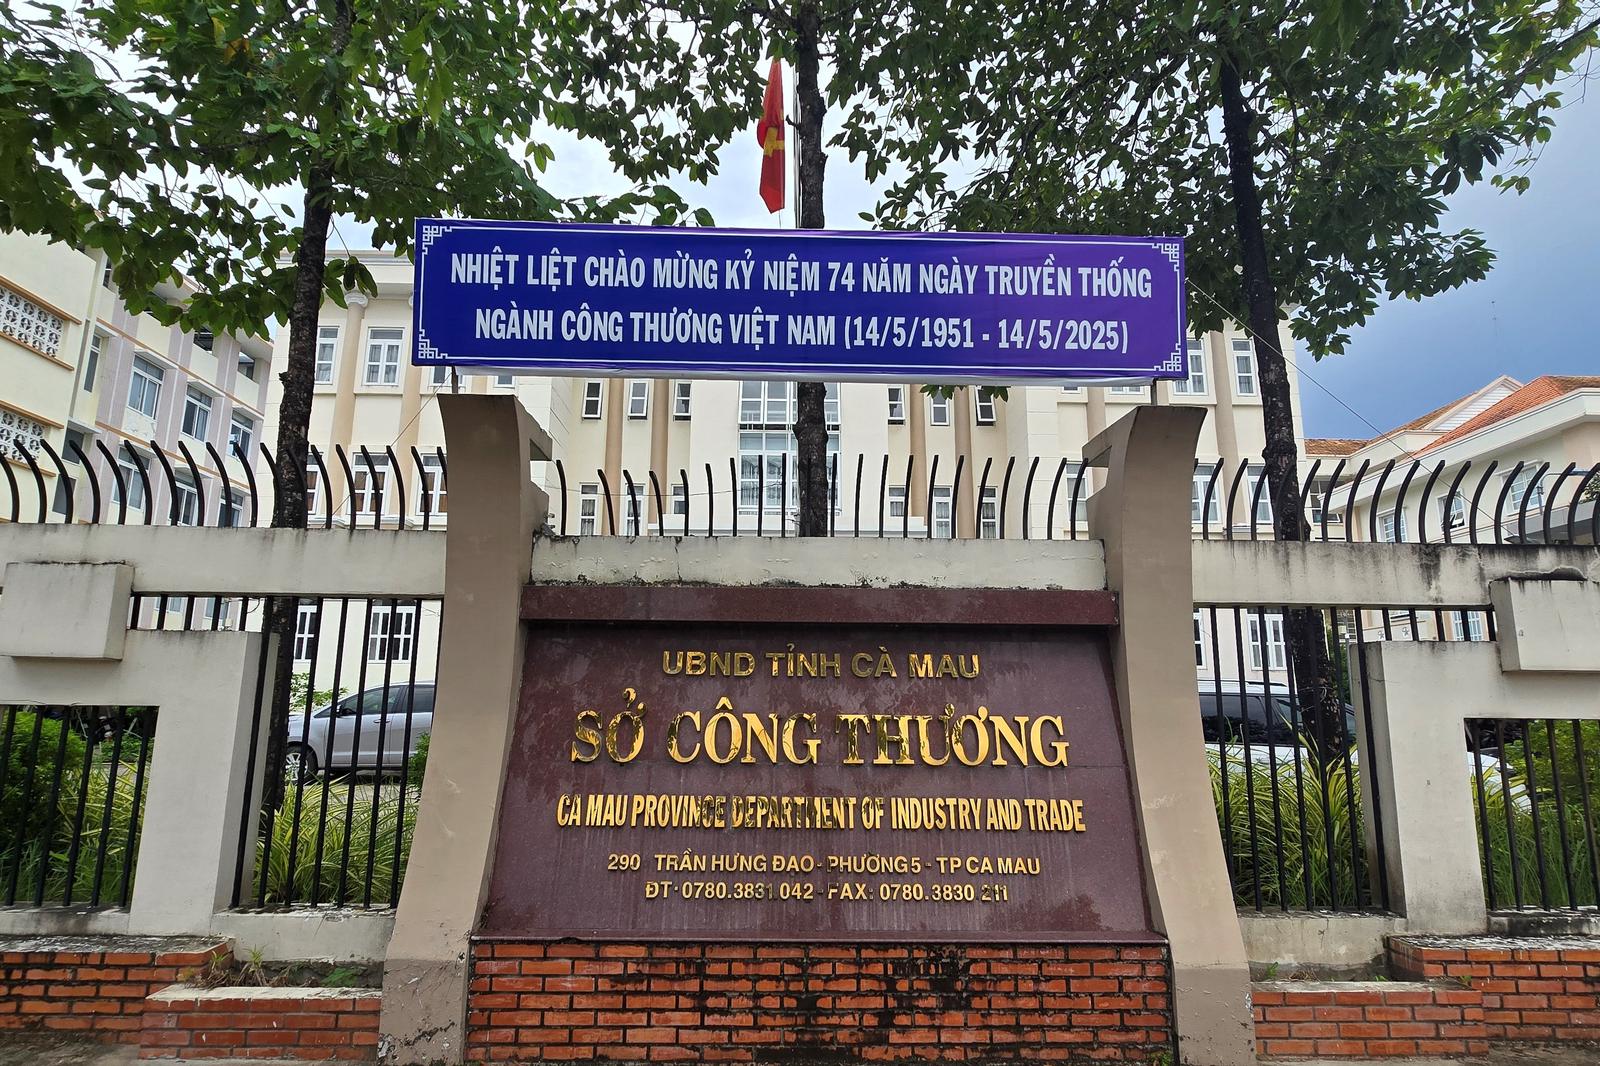 NHIỆT LIỆT CHÀO MỪNG KỶ NIỆM 74 NĂM NGÀY TRUYỀN THỐNG
NGÀNH CÔNG THƯƠNG VIỆT NAM (14/5/1951 - 14/5/2025)
UBND TỈNH CÀ MAU
SỞ CÔNG THƯƠNG
CA MAU PROVINCE DEPARTMENT OF INDUSTRY AND TRADE
290 TRẦN HƯNG ĐẠO - PHƯỜNG 5 - TP CA MAU
ĐT: 0780.3831 042 - FAX: 0780.3830 211